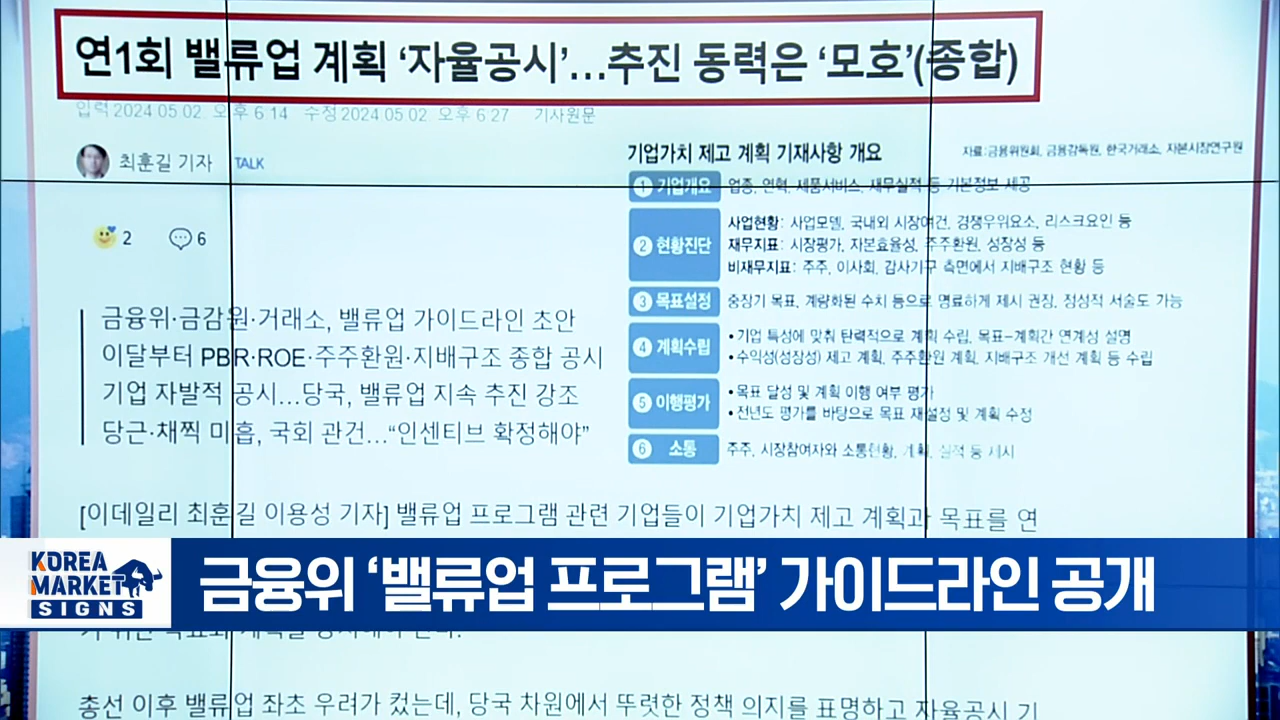 연1회 밸류업 계획 ‘자율공시’…추진 동력은 ‘모호’(종합)
입력 2024 05 02. 오후 6:14 수정 2024 05 02. 오후 6:27 기사원문
최훈길 기자 TALK
2 6
금융위·금감원·거래소, 밸류업 가이드라인 초안
이달부터 PBR·ROE·주주환원·지배구조 종합 공시
기업 자발적 공시…당국, 밸류업 지속 추진 강조
당근·채찍 미흡, 국회 관건…“인센티브 확정해야”
기업가치 제고 계획 기재사항 개요
자료:금융위원회, 금융감독원, 한국거래소, 자본시장연구원
1 기업개요 업종, 연혁, 제품서비스, 재무실적 등 기본정보 제공
2 현황진단
사업현황: 사업모델, 국내외 시장여건, 경쟁우위요소, 리스크요인 등
재무지표: 시장평가, 자본효율성, 주주환원, 성장성 등
비재무지표: 주주, 이사회, 감사기구 측면에서 지배구조 현황 등
3 목표설정 중장기 목표, 계량화된 수치 등으로 명료하게 제시 권장, 정성적 서술도 가능
4 계획수립
•기업 특성에 맞춰 탄력적으로 계획 수립, 목표-계획간 연계성 설명
•수익성(성장성) 제고 계획, 주주환원 계획, 지배구조 개선 계획 등 수립
5 이행평가
•목표 달성 및 계획 이행 여부 평가
•전년도 평가를 바탕으로 목표 재설정 및 계획 수정
6 소통 주주, 시장참여자와 소통현황, 계획, 실적 등 제시
[이데일리 최훈길 이용성 기자] 밸류업 프로그램 관련 기업들이 기업가치 제고 계획과 목표를 연
KOREA
MARKET
SIGNS
금융위 ‘밸류업 프로그램’ 가이드라인 공개
총선 이후 밸류업 좌초 우려가 컸는데, 당국 차원에서 뚜렷한 정책 의지를 표명하고 자율공시 기